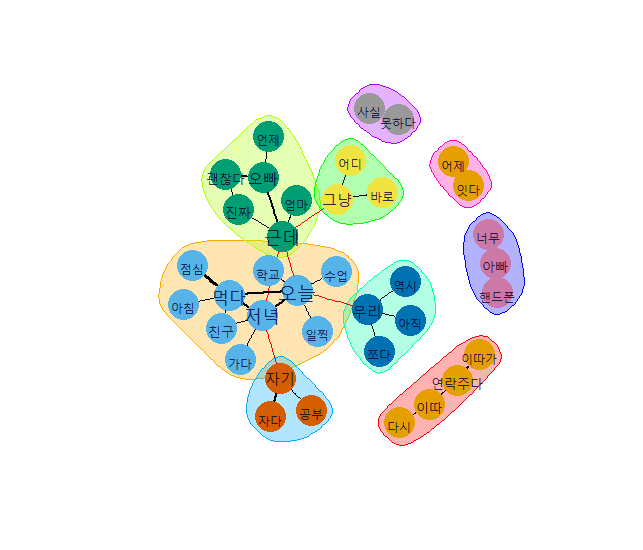 사실
못하다
언제
괜찮다
오빠
진짜
엄마
근데
어디
그냥
바로
어제
잇다
너무
아빠
핸드폰
점심
학교
수업
먹다
오늘
아침
저녁
친구
일찍
가다
역시
우리
아직
쪼다
자기
자다
공부
이따가
연락주다
이따
다시